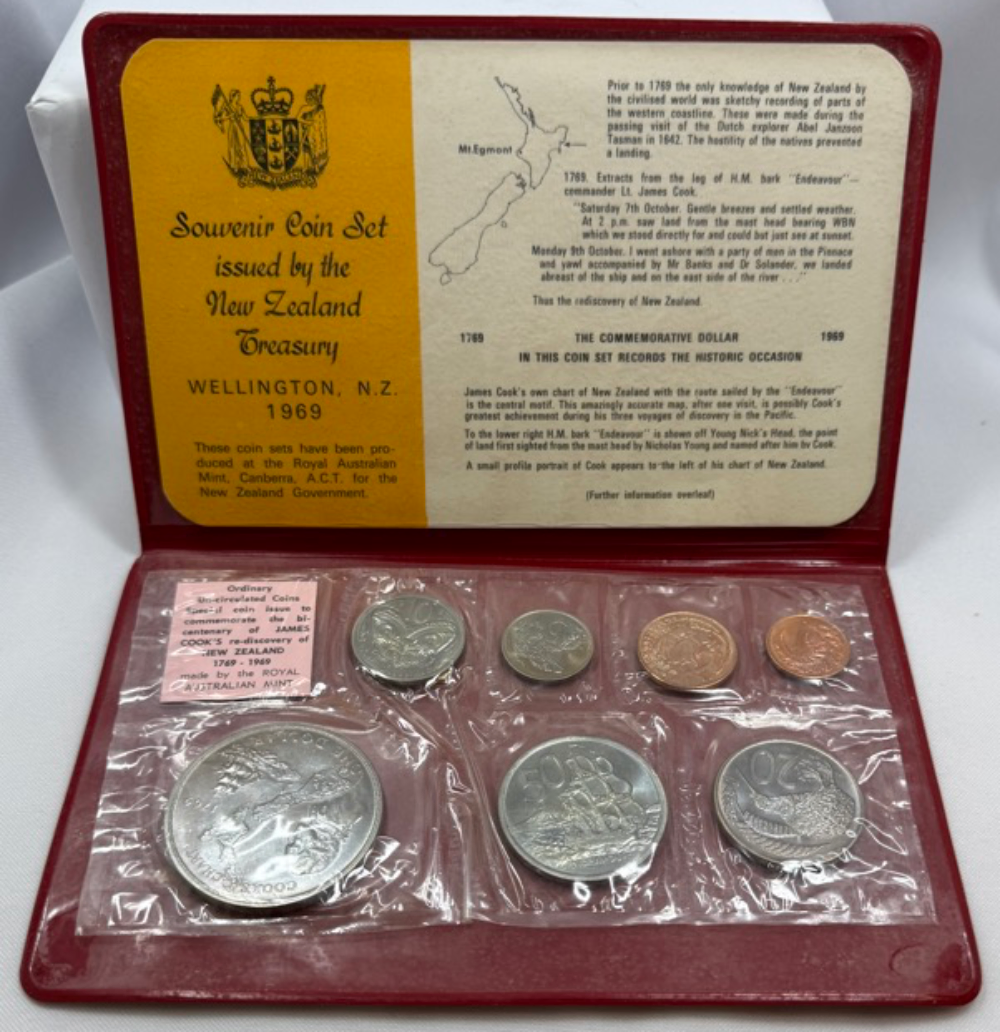 NEW ZEALAND
Souvenir Coin Set
issued by the
New Zealand
Treasury
WELLINGTON, N.Z.
1969
These coin sets have been pro-
duced at the Royal Australian
Mint, Canberra, A.C.T. for the
New Zealand Government.
Mt.Egmont
Prior to 1769 the only knowledge of New Zealand by
the civilised world was sketchy recording of parts of
the western coastline. These were made during the
passing visit of the Dutch explorer Abel Janzoon
Tasman in 1642. The hostility of the natives prevented
a landing.
1769. Extracts from the log of H.M. bark "Endeavour"—
commander Lt. James Cook.
"Saturday 7th October. Gentle breezes and settled weather.
At 2 p.m. saw land from the mast head bearing WBN
which we stood directly for and could but just see at sunset.
Monday 9th October. I went ashore with a party of men in the Pinnace
and yawl accompanied by Mr Banks and Dr Solander, we landed
abreast of the ship and on the east side of the river . . ."
Thus the rediscovery of New Zealand.
1769 THE COMMEMORATIVE DOLLAR 1969
IN THIS COIN SET RECORDS THE HISTORIC OCCASION
James Cook's own chart of New Zealand with the route sailed by the "Endeavour"
is the central motif. This amazingly accurate map, after one visit, is possibly Cook's
greatest achievement during his three voyages of discovery in the Pacific.
To the lower right H.M. bark "Endeavour" is shown off Young Nick's Head, the point
of land first sighted from the mast head by Nicholas Young and named after him by Cook.
A small profile portrait of Cook appears to the left of his chart of New Zealand.
(Further information overleaf)
Ordinary
Uncirculated Coins
Special coin issue to
commemorate the bi-
centenary of JAMES
COOK'S re-discovery of
NEW ZEALAND
1769 - 1969
made by the ROYAL
AUSTRALIAN MINT
10
DOLLAR
1769
COOK
50
20